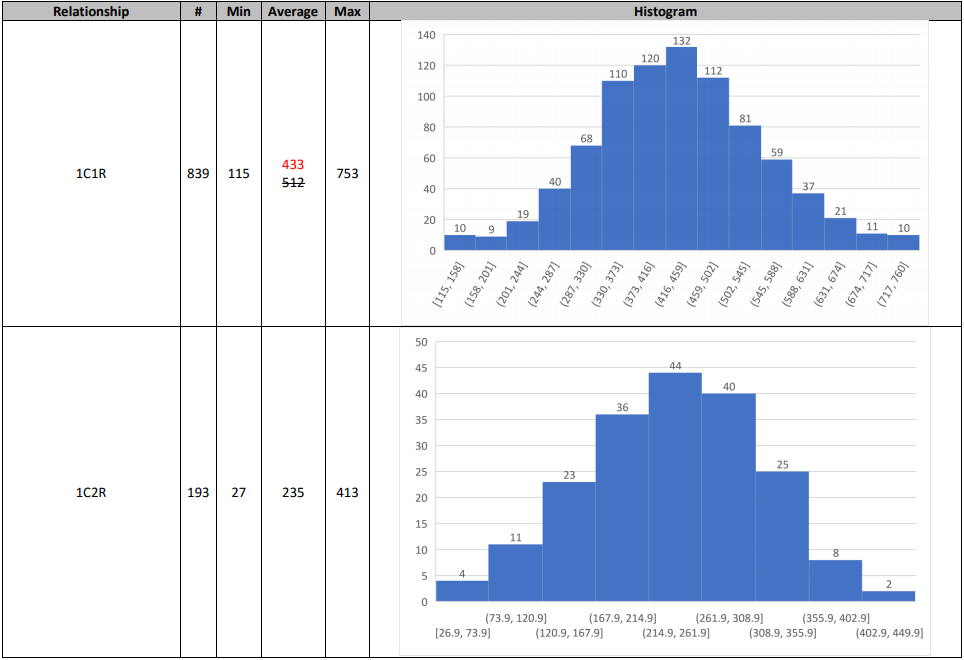 Relationship # Min Average Max Histogram
1C1R 839 115 433 512 753
140
120
100
80
60
40
20
0
10 9 19 40 68 110 120 132 112 81 59 37 21 11 10
[115, 158] (158, 201] (201, 244] (244, 287] (287, 330] (330, 373] (373, 416] (416, 459] (459, 502] (502, 545] (545, 588] (588, 631] (631, 674] (674, 717] (717, 760]
1C2R 193 27 235 413
50
45
40
35
30
25
20
15
10
5
0
4 11 23 36 44 40 25 8 2
(73.9, 120.9] (167.9, 214.9] (261.9, 308.9] (355.9, 402.9]
[26.9, 73.9] (120.9, 167.9] (214.9, 261.9] (308.9, 355.9] (402.9, 449.9]